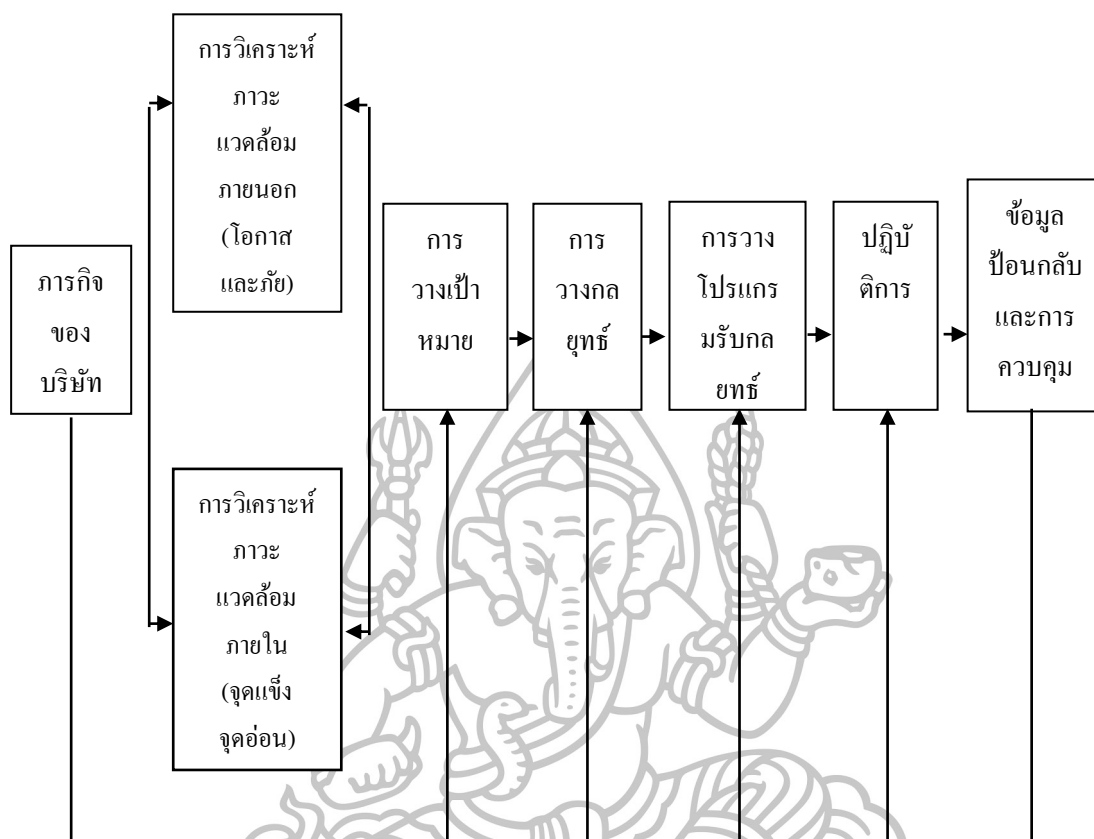 ภารกิจ
ของ
บริษัท
การวิเคราะห์
ภาวะ
แวดล้อม
ภายนอก
(โอกาส
และภัย)
การวิเคราะห์
ภาวะ
แวดล้อม
ภายใน
(จุดแข็ง
จุดอ่อน)
การ
วางเป้า
หมาย
การ
วางกล
ยุทธ์
การวาง
โปรแกร
มรับกล
ยทธ์
ปฏิบั
ติการ
ข้อมูล
ป้อนกลับ
และการ
ควบคุม